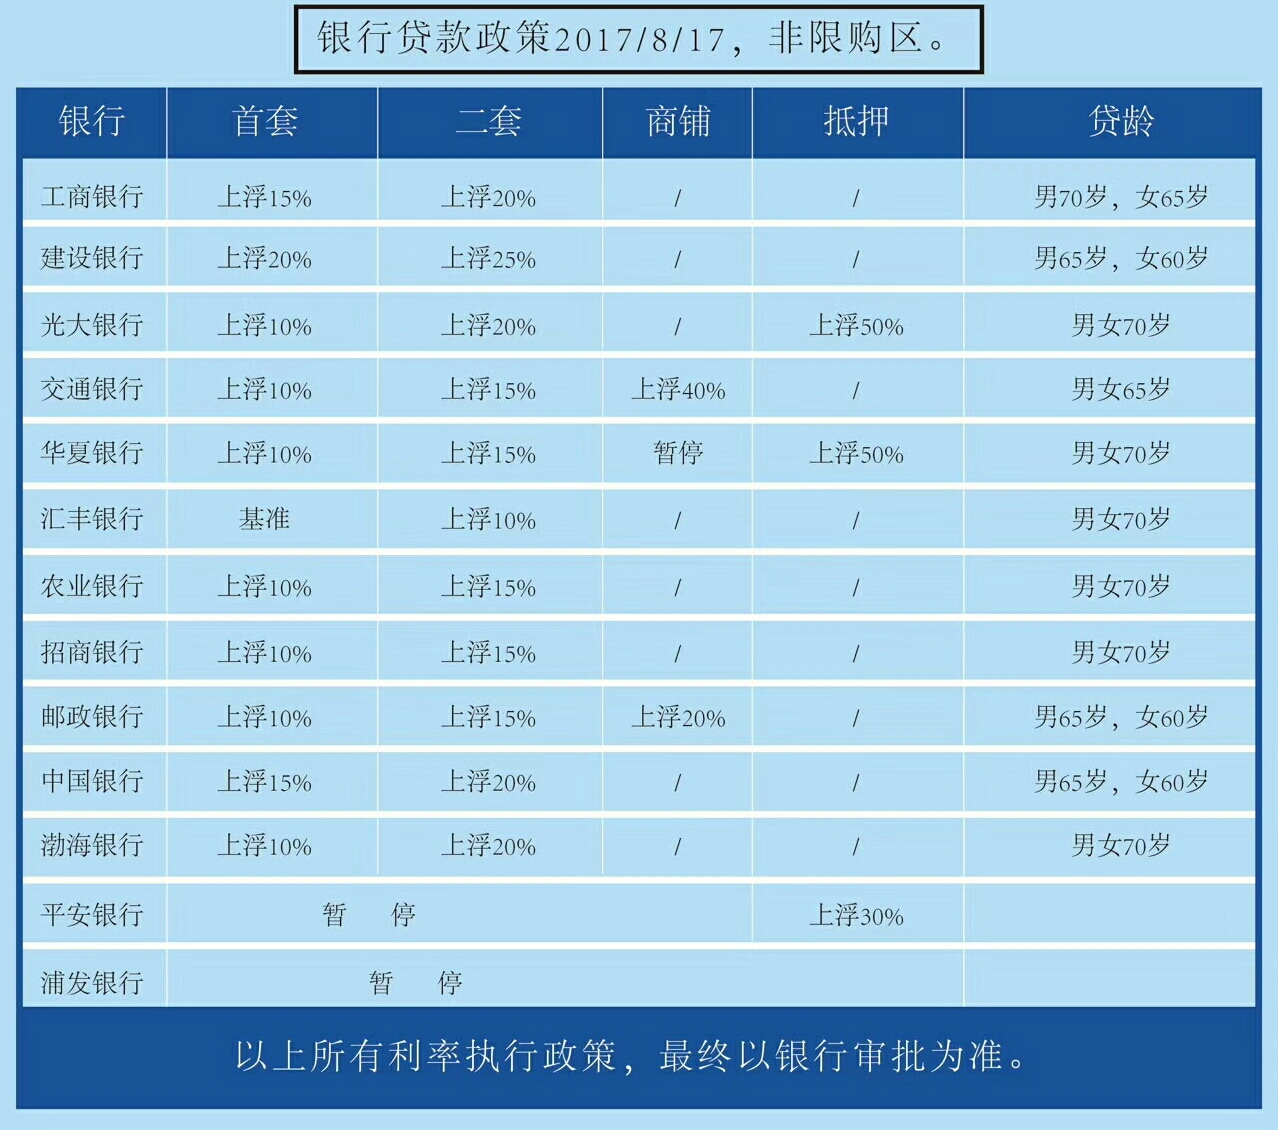 银行贷款政策2017/8/17，非限购区。
银行 首套 二套 商铺 抵押 贷龄
工商银行 上浮15% 上浮20% / / 男70岁，女65岁
建设银行 上浮20% 上浮25% / / 男65岁，女60岁
光大银行 上浮10% 上浮20% / 上浮50% 男女70岁
交通银行 上浮10% 上浮15% 上浮40% / 男女65岁
华夏银行 上浮10% 上浮15% 暂停 上浮50% 男女70岁
汇丰银行 基准 上浮10% / / 男女70岁
农业银行 上浮10% 上浮15% / / 男女70岁
招商银行 上浮10% 上浮15% / / 男女70岁
邮政银行 上浮10% 上浮15% 上浮20% / 男65岁，女60岁
中国银行 上浮15% 上浮20% / / 男65岁，女60岁
渤海银行 上浮10% 上浮20% / / 男女70岁
平安银行 暂 停 上浮30%
浦发银行 暂 停
以上所有利率执行政策，最终以银行审批为准。